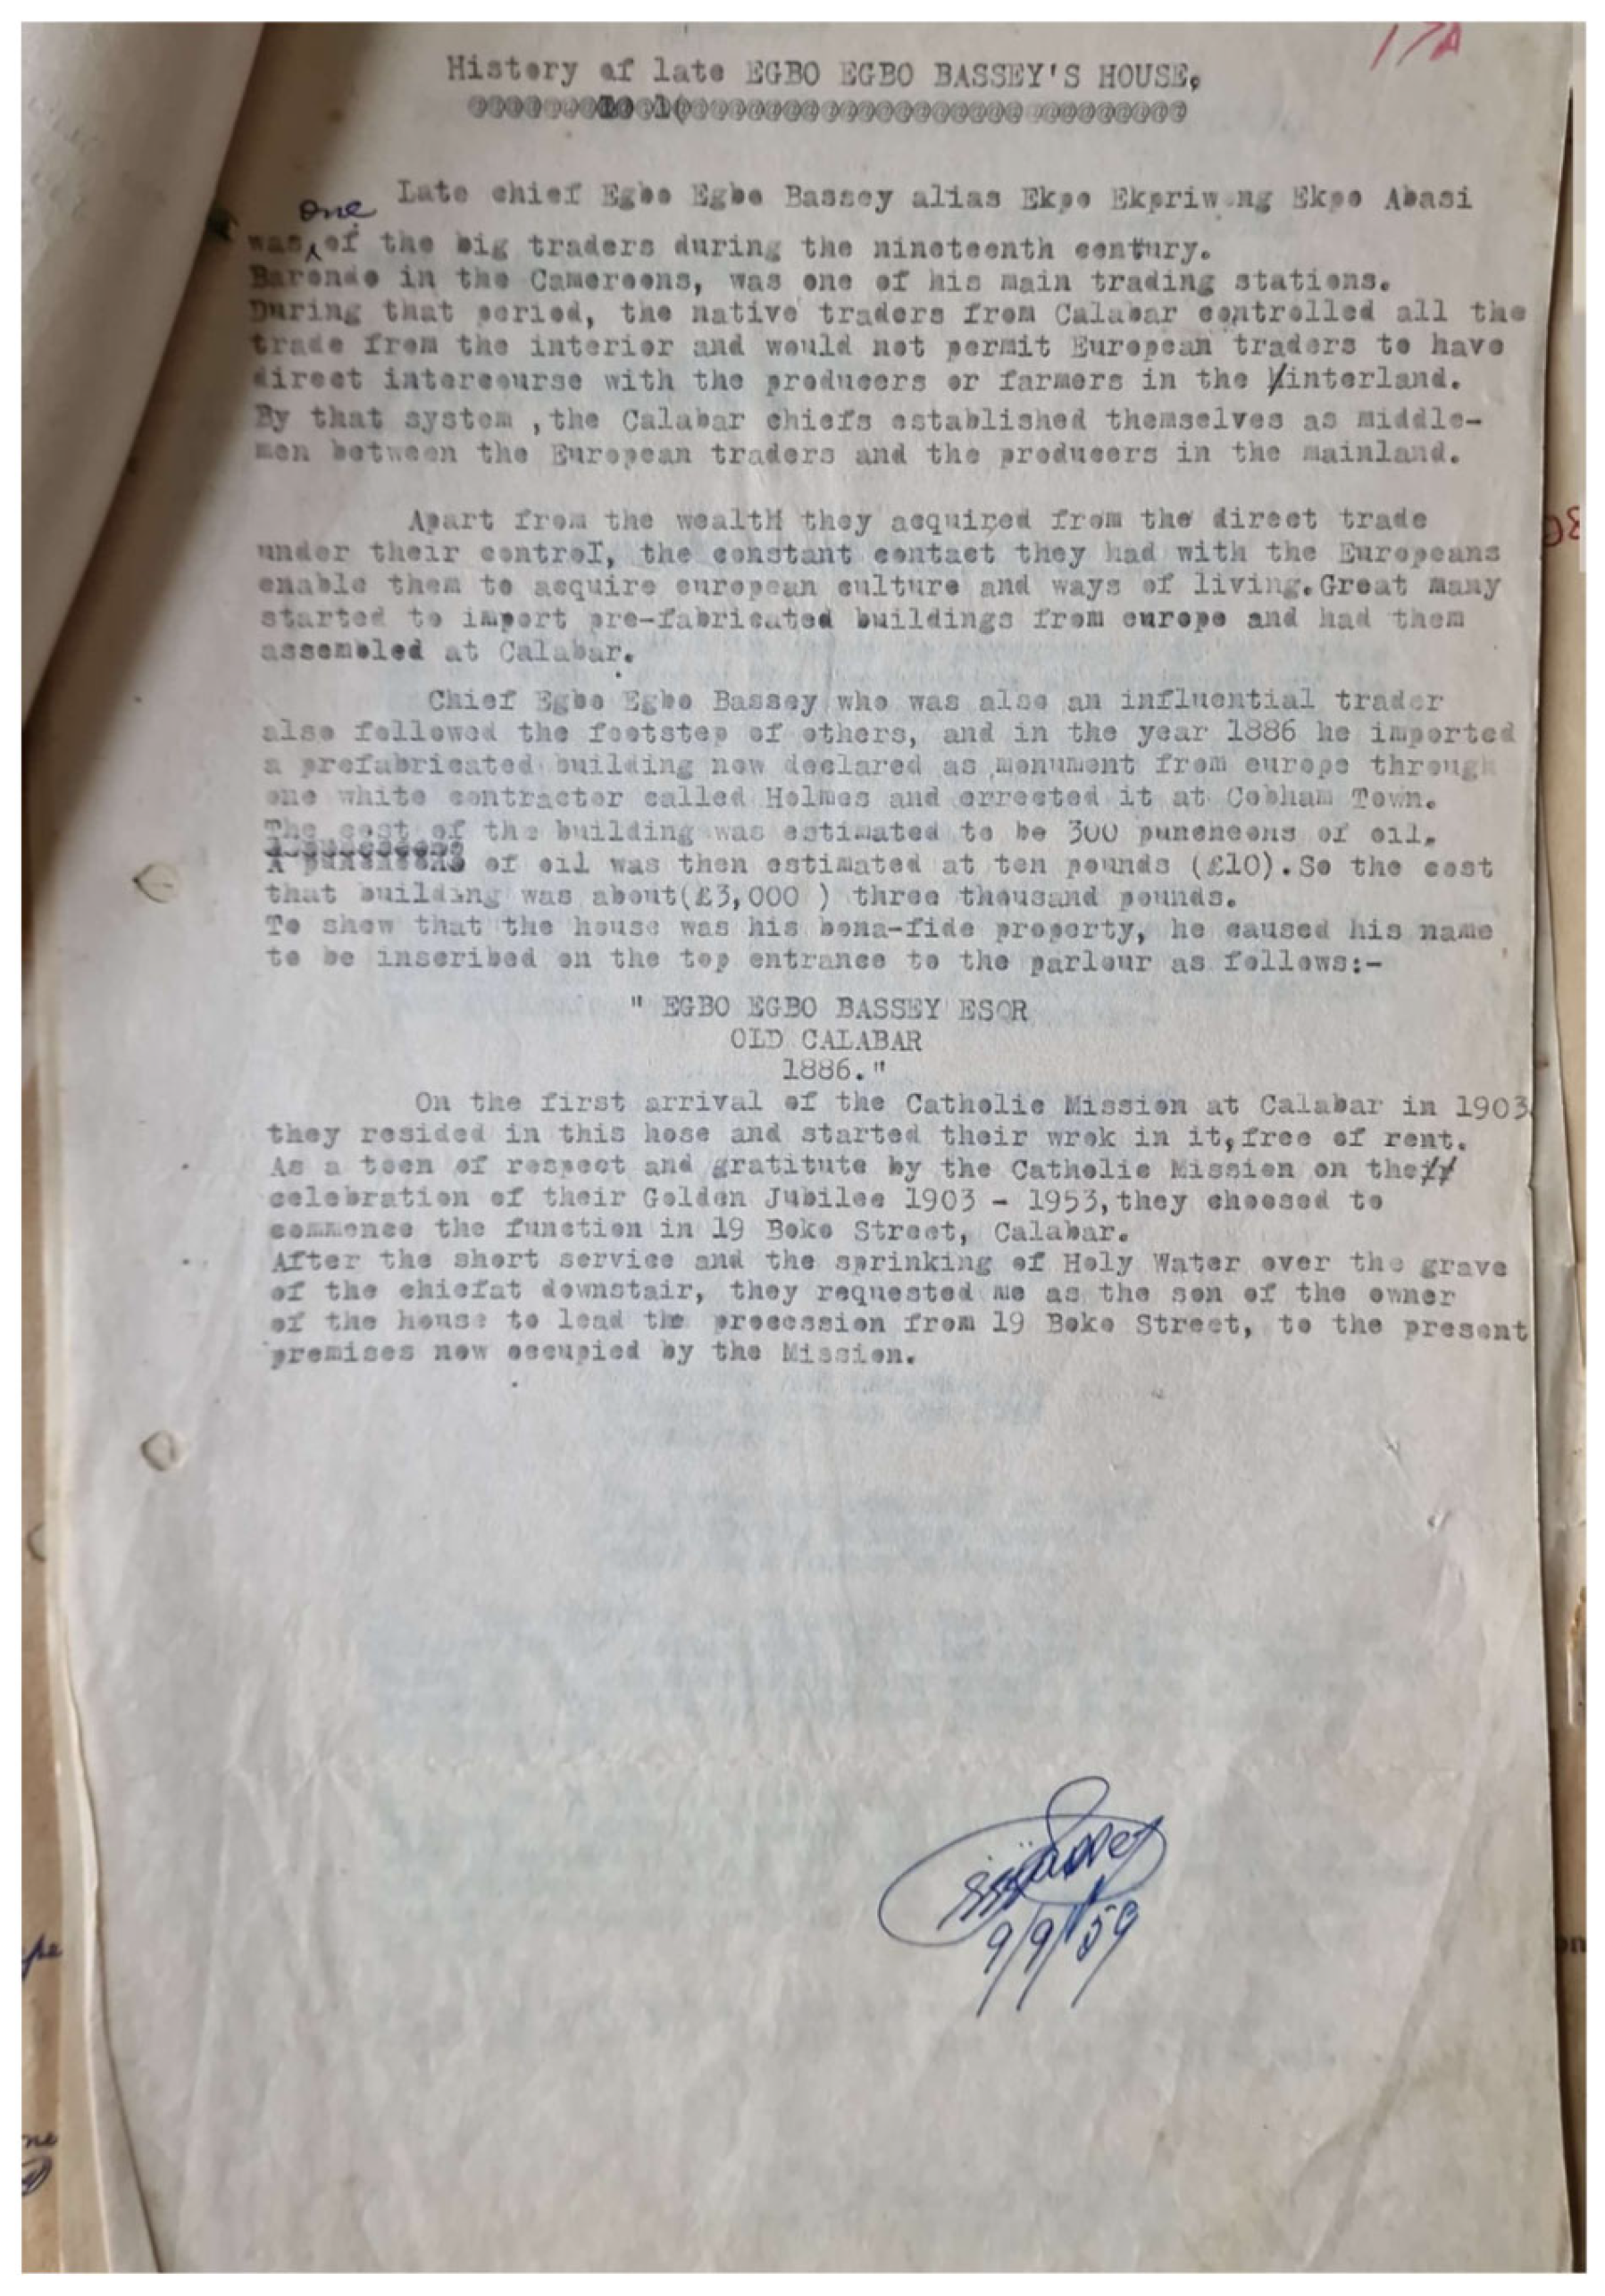 17A
History of late EGBO EGBO BASSEY'S HOUSE.
Late chief Egbo Egbo Bassey alias Ekpo Ekpriwong Ekpo Abasi
one
was of the big traders during the nineteenth century.
Barondo in the Cameroons, was one of his main trading stations.
During that period, the native traders from Calabar controlled all the
trade from the interior and would not permit European traders to have
direct intercourse with the producers or farmers in the interland.
By that system ,the Calabar chiefs established themselves as middle-
men between the European traders and the producers in the mainland.
Apart from the wealth they acquired from the direct trade
under their control, the constant contact they had with the Europeans
enable them to acquire european culture and ways of living.Great many
started to import pre-fabricated buildings from europe and had them
assembled at Calabar.
Chief Egbo Egbo Bassey who was also an influential trader
also followed the footstep of others, and in the year 1886 he imported
a prefabricated building now declared as monument from europe through
one white contractor called Holmes and errected it at Cobham Town.
The cost of the building was estimated to be 300 puncheons of oil.
A of oil was then estimated at ten pounds (£10).So the cost
that building was about(£3,000 ) three thousand pounds.
To show that the house was his bona-fide property, he caused his name
to be inscribed on the top entrance to the parlour as follows:-
" EGBO EGBO BASSEY ESOR
OLD CALABAR
1886."
On the first arrival of the Catholic Mission at Calabar in 1903
they resided in this hose and started their wrok in it,free of rent.
As a teen of respect and gratitute by the Catholic Mission on the
celebration of their Golden Jubilee 1903 - 1953,they choosed to
commence the function in 19 Boko Street, Calabar.
After the short service and the sprinking of Holy Water over the grave
of the chiefat downstair, they requested me as the son of the owner
of the house to lead the procession from 19 Boko Street, to the present
premises now occupied by the Mission.
9/9/59